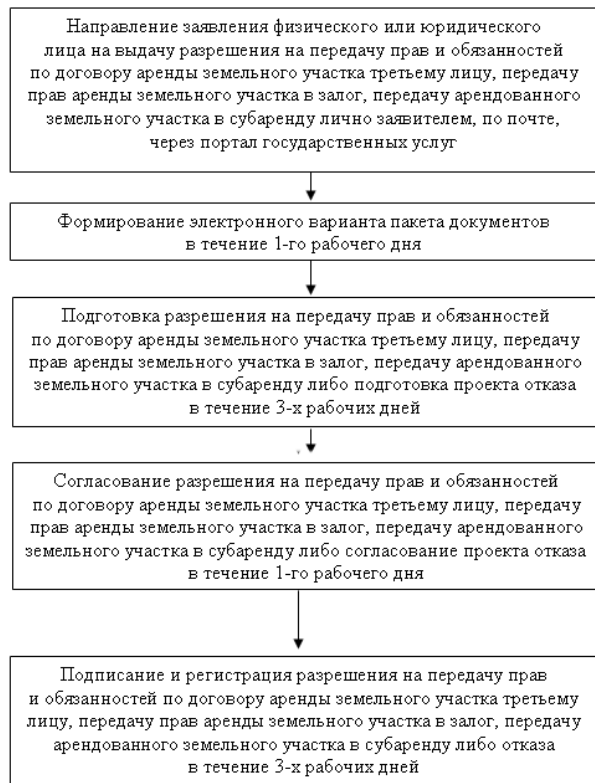 Направление заявления физического или юридического
лица на выдачу разрешения на передачу прав и обязанностей
по договору аренды земельного участка третьему лицу, передачу
прав аренды земельного участка в залог, передачу арендованного
земельного участка в субаренду лично заявителем, по почте,
через портал государственных услуг
Формирование электронного варианта пакета документов
в течение 1-го рабочего дня
Подготовка разрешения на передачу прав и обязанностей
по договору аренды земельного участка третьему лицу, передачу
прав аренды земельного участка в залог, передачу арендованного
земельного участка в субаренду либо подготовка проекта отказа
в течение 3-х рабочих дней
Согласование разрешения на передачу прав и обязанностей
по договору аренды земельного участка третьему лицу, передачу
прав аренды земельного участка в залог, передачу арендованного
земельного участка в субаренду либо согласование проекта отказа
в течение 1-го рабочего дня
Подписание и регистрация разрешения на передачу прав
и обязанностей по договору аренды земельного участка третьему
лицу, передачу прав аренды земельного участка в залог, передачу
арендованного земельного участка в субаренду либо отказа
в течение 3-х рабочих дней